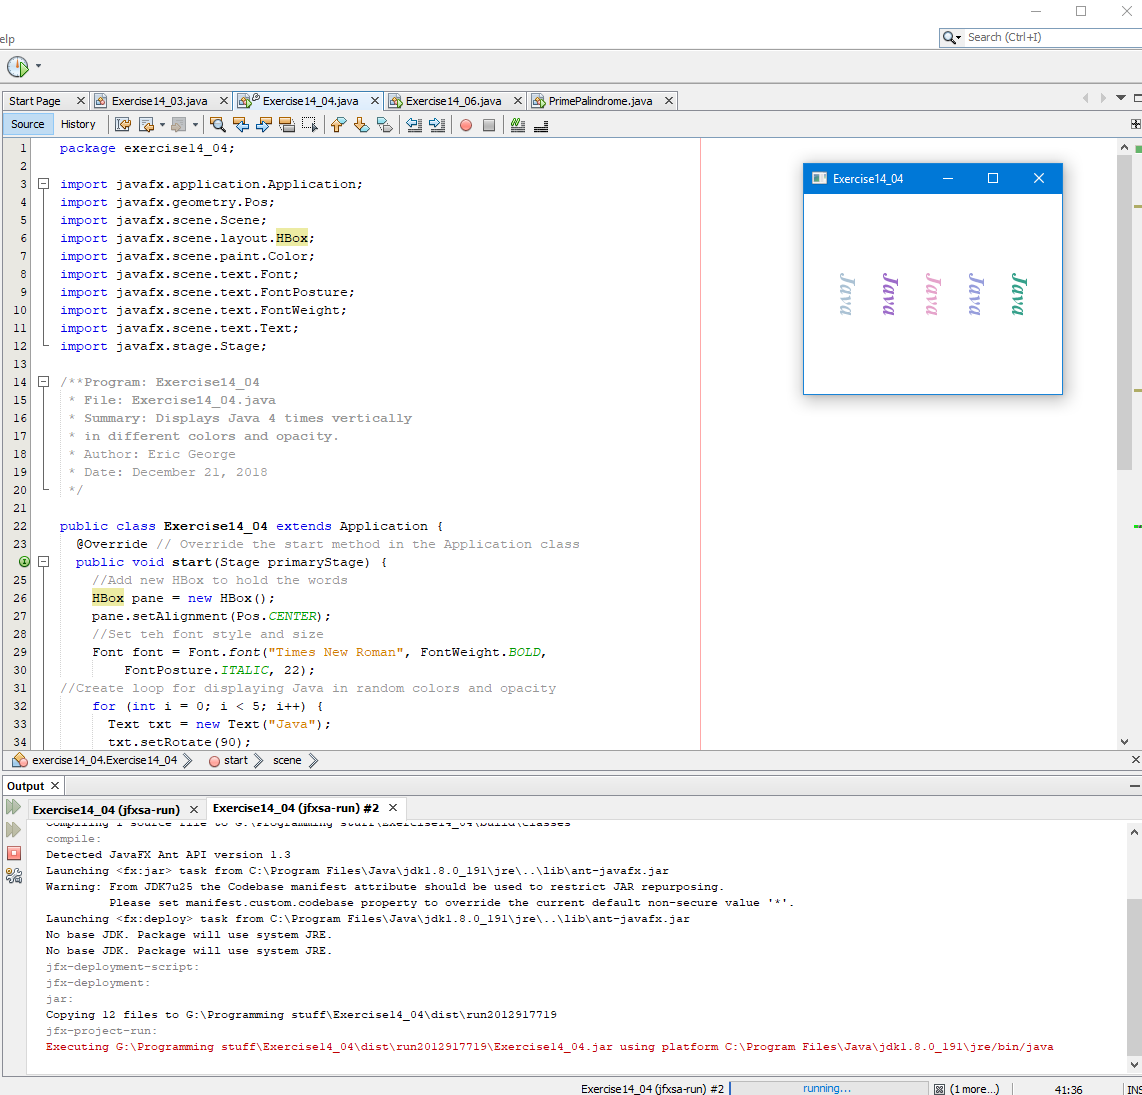 elp
Search (Ctrl+I)
Start Page
Exercise14_03.java
Exercise14_04.java
Exercise14_06.java
PrimePalindrome.java
Source
History
1 package exercise14_04;
2
3 import javafx.application.Application;
4 import javafx.geometry.Pos;
5 import javafx.scene.Scene;
6 import javafx.scene.layout.HBox;
7 import javafx.scene.paint.Color;
8 import javafx.scene.text.Font;
9 import javafx.scene.text.FontPosture;
10 import javafx.scene.text.FontWeight;
11 import javafx.scene.text.Text;
12 import javafx.stage.Stage;
13
14 /**Program: Exercise14_04
15 * File: Exercise14_04.java
16 * Summary: Displays Java 4 times vertically
17 * in different colors and opacity.
18 * Author: Eric George
19 * Date: December 21, 2018
20 */
21
22 public class Exercise14_04 extends Application {
23 @Override // Override the start method in the Application class
public void start(Stage primaryStage) {
25 //Add new HBox to hold the words
26 HBox pane = new HBox();
27 pane.setAlignment(Pos.CENTER);
28 //Set teh font style and size
29 Font font = Font.font("Times New Roman", FontWeight.BOLD,
30 FontPosture.ITALIC, 22);
31 //Create loop for displaying Java in random colors and opacity
32 for (int i = 0; i < 5; i++) {
33 Text txt = new Text("Java");
34 txt.setRotate(90);
Exercise14_04
Java
Java
Java
Java
Java
exercise14_04.Exercise14_04
start
scene
Output
Exercise14_04 (jfxsa-run)
Exercise14_04 (jfxsa-run) #2
Compiling 1 source file to G:\Programming stuff\Exercise14_04\build\classes
compile:
Detected JavaFX Ant API version 1.3
Launching <fx:jar> task from C:\Program Files\Java\jdk1.8.0_191\jre\..\lib\ant-javafx.jar
Warning: From JDK7u25 the Codebase manifest attribute should be used to restrict JAR repurposing.
Please set manifest.custom.codebase property to override the current default non-secure value '*'.
Launching <fx:deploy> task from C:\Program Files\Java\jdk1.8.0_191\jre\..\lib\ant-javafx.jar
No base JDK. Package will use system JRE.
No base JDK. Package will use system JRE.
jfx-deployment-script:
jfx-deployment:
jar:
Copying 12 files to G:\Programming stuff\Exercise14_04\dist\run2012917719
jfx-project-run:
Executing G:\Programming stuff\Exercise14_04\dist\run2012917719\Exercise14_04.jar using platform C:\Program Files\Java\jdk1.8.0_191\jre/bin/java
Exercise14_04 (jfxsa-run) #2
running...
(1 more...)
41:36
INS